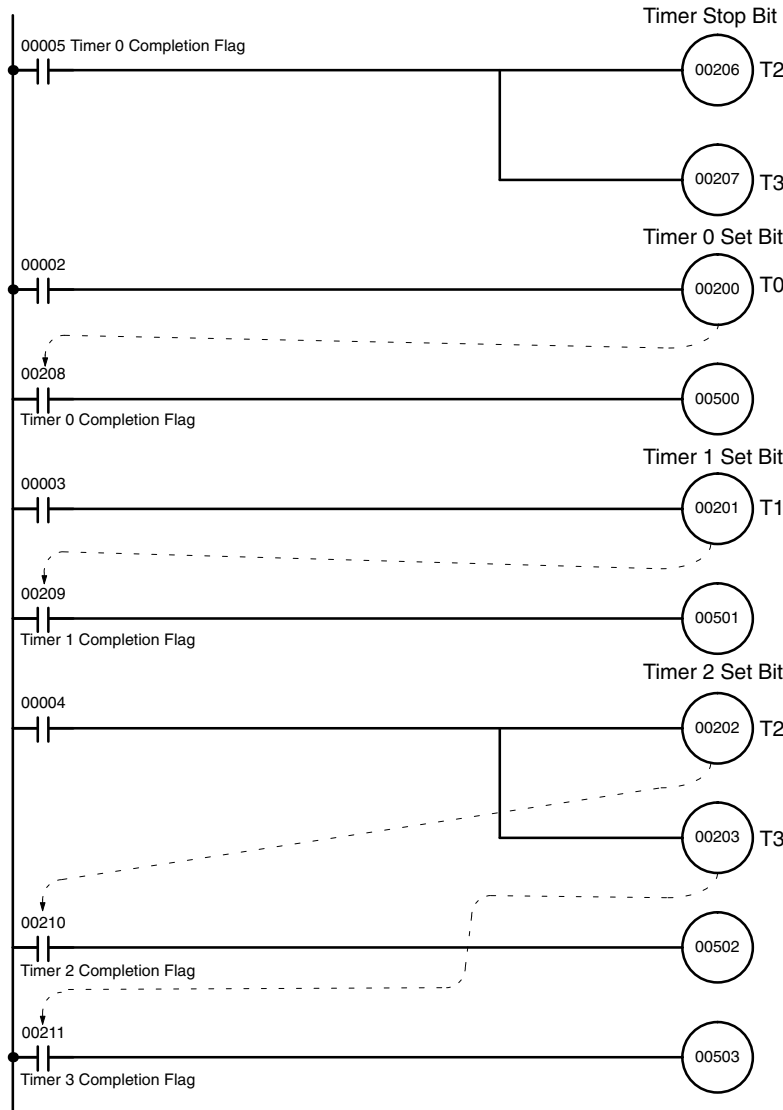 Timer Stop Bit
00005 Timer 0 Completion Flag
00206 T2
00207 T3
Timer 0 Set Bit
00002
00200 T0
00208
00500
Timer 0 Completion Flag
Timer 1 Set Bit
00003
00201 T1
00209
00501
Timer 1 Completion Flag
Timer 2 Set Bit
00004
00202 T2
00203 T3
00210
00502
Timer 2 Completion Flag
00211
00503
Timer 3 Completion Flag